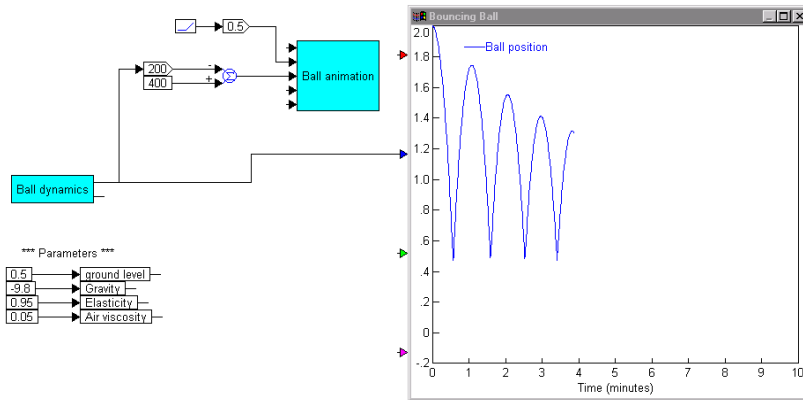 Bouncing Ball
0.5
Ball animation
200
400
-
+
Σ
Ball dynamics
*** Parameters ***
0.5 ground level
-9.8 Gravity
0.95 Elasticity
0.05 Air viscosity
Ball position
2.0
1.8
1.6
1.4
1.2
1.0
.8
.6
.4
.2
0
-.2
0 1 2 3 4 5 6 7 8 9 10
Time (minutes)